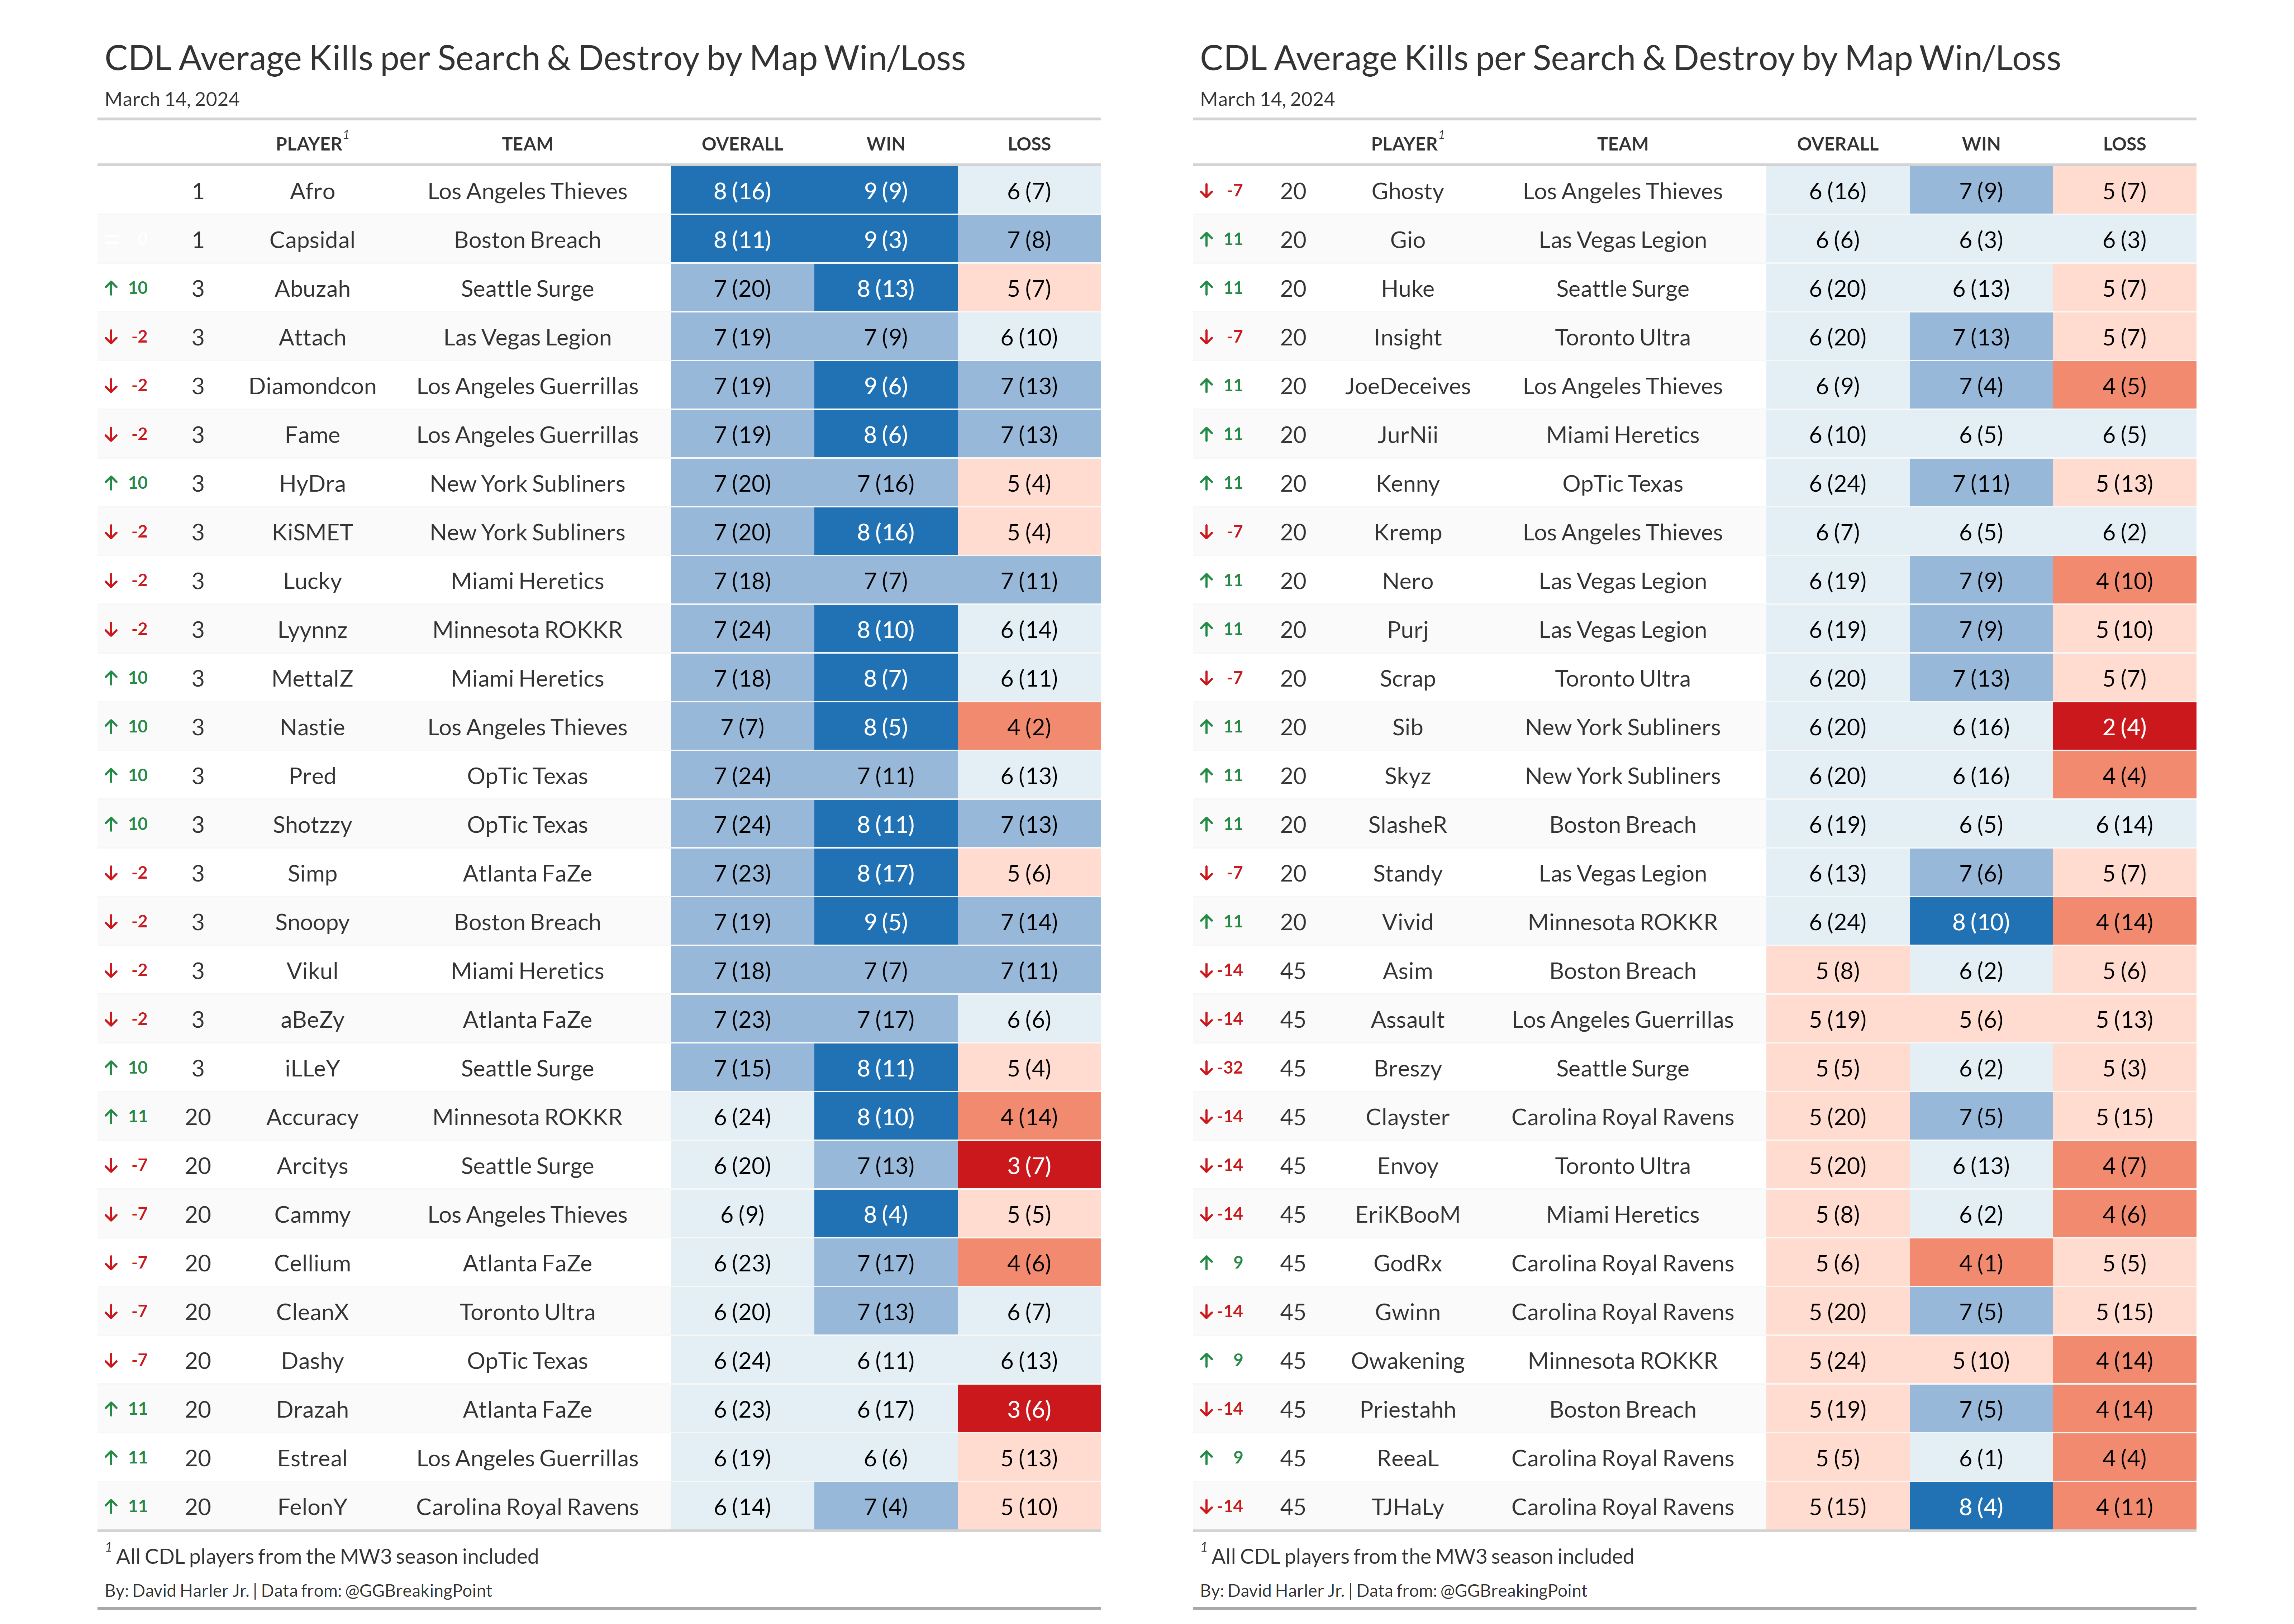 CDL Average Kills per Search & Destroy by Map Win/Loss
March 14, 2024
PLAYER1 TEAM OVERALL WIN LOSS
1 Afro Los Angeles Thieves 8 (16) 9 (9) 6 (7)
= 0 1 Capsidal Boston Breach 8 (11) 9 (3) 7 (8)
↑ 10 3 Abuzah Seattle Surge 7 (20) 8 (13) 5 (7)
↓ -2 3 Attach Las Vegas Legion 7 (19) 7 (9) 6 (10)
↓ -2 3 Diamondcon Los Angeles Guerrillas 7 (19) 9 (6) 7 (13)
↓ -2 3 Fame Los Angeles Guerrillas 7 (19) 8 (6) 7 (13)
↑ 10 3 HyDra New York Subliners 7 (20) 7 (16) 5 (4)
↓ -2 3 KiSMET New York Subliners 7 (20) 8 (16) 5 (4)
↓ -2 3 Lucky Miami Heretics 7 (18) 7 (7) 7 (11)
↓ -2 3 Lyynnz Minnesota ROKKR 7 (24) 8 (10) 6 (14)
↑ 10 3 MettalZ Miami Heretics 7 (18) 8 (7) 6 (11)
↑ 10 3 Nastie Los Angeles Thieves 7 (7) 8 (5) 4 (2)
↑ 10 3 Pred OpTic Texas 7 (24) 7 (11) 6 (13)
↑ 10 3 Shotzzy OpTic Texas 7 (24) 8 (11) 7 (13)
↓ -2 3 Simp Atlanta FaZe 7 (23) 8 (17) 5 (6)
↓ -2 3 Snoopy Boston Breach 7 (19) 9 (5) 7 (14)
↓ -2 3 Vikul Miami Heretics 7 (18) 7 (7) 7 (11)
↓ -2 3 aBeZy Atlanta FaZe 7 (23) 7 (17) 6 (6)
↑ 10 3 iLLeY Seattle Surge 7 (15) 8 (11) 5 (4)
↑ 11 20 Accuracy Minnesota ROKKR 6 (24) 8 (10) 4 (14)
↓ -7 20 Arcitys Seattle Surge 6 (20) 7 (13) 3 (7)
↓ -7 20 Cammy Los Angeles Thieves 6 (9) 8 (4) 5 (5)
↓ -7 20 Cellium Atlanta FaZe 6 (23) 7 (17) 4 (6)
↓ -7 20 CleanX Toronto Ultra 6 (20) 7 (13) 6 (7)
↓ -7 20 Dashy OpTic Texas 6 (24) 6 (11) 6 (13)
↑ 11 20 Drazah Atlanta FaZe 6 (23) 6 (17) 3 (6)
↑ 11 20 Estreal Los Angeles Guerrillas 6 (19) 6 (6) 5 (13)
↑ 11 20 FelonY Carolina Royal Ravens 6 (14) 7 (4) 5 (10)
1 All CDL players from the MW3 season included
By: David Harler Jr. | Data from: @GGBreakingPoint
CDL Average Kills per Search & Destroy by Map Win/Loss
March 14, 2024
PLAYER1 TEAM OVERALL WIN LOSS
↓ -7 20 Ghosty Los Angeles Thieves 6 (16) 7 (9) 5 (7)
↑ 11 20 Gio Las Vegas Legion 6 (6) 6 (3) 6 (3)
↑ 11 20 Huke Seattle Surge 6 (20) 6 (13) 5 (7)
↓ -7 20 Insight Toronto Ultra 6 (20) 7 (13) 5 (7)
↑ 11 20 JoeDeceives Los Angeles Thieves 6 (9) 7 (4) 4 (5)
↑ 11 20 JurNii Miami Heretics 6 (10) 6 (5) 6 (5)
↑ 11 20 Kenny OpTic Texas 6 (24) 7 (11) 5 (13)
↓ -7 20 Kremp Los Angeles Thieves 6 (7) 6 (5) 6 (2)
↑ 11 20 Nero Las Vegas Legion 6 (19) 7 (9) 4 (10)
↑ 11 20 Purj Las Vegas Legion 6 (19) 7 (9) 5 (10)
↓ -7 20 Scrap Toronto Ultra 6 (20) 7 (13) 5 (7)
↑ 11 20 Sib New York Subliners 6 (20) 6 (16) 2 (4)
↑ 11 20 Skyz New York Subliners 6 (20) 6 (16) 4 (4)
↑ 11 20 SlasheR Boston Breach 6 (19) 6 (5) 6 (14)
↓ -7 20 Standy Las Vegas Legion 6 (13) 7 (6) 5 (7)
↑ 11 20 Vivid Minnesota ROKKR 6 (24) 8 (10) 4 (14)
↓ -14 45 Asim Boston Breach 5 (8) 6 (2) 5 (6)
↓ -14 45 Assault Los Angeles Guerrillas 5 (19) 5 (6) 5 (13)
↓ -32 45 Breszy Seattle Surge 5 (5) 6 (2) 5 (3)
↓ -14 45 Clayster Carolina Royal Ravens 5 (20) 7 (5) 5 (15)
↓ -14 45 Envoy Toronto Ultra 5 (20) 6 (13) 4 (7)
↓ -14 45 EriKBooM Miami Heretics 5 (8) 6 (2) 4 (6)
↑ 9 45 GodRx Carolina Royal Ravens 5 (6) 4 (1) 5 (5)
↓ -14 45 Gwinn Carolina Royal Ravens 5 (20) 7 (5) 5 (15)
↑ 9 45 Owakening Minnesota ROKKR 5 (24) 5 (10) 4 (14)
↓ -14 45 Priestahh Boston Breach 5 (19) 7 (5) 4 (14)
↑ 9 45 ReeaL Carolina Royal Ravens 5 (5) 6 (1) 4 (4)
↓ -14 45 TJHaLy Carolina Royal Ravens 5 (15) 8 (4) 4 (11)
1 All CDL players from the MW3 season included
By: David Harler Jr. | Data from: @GGBreakingPoint